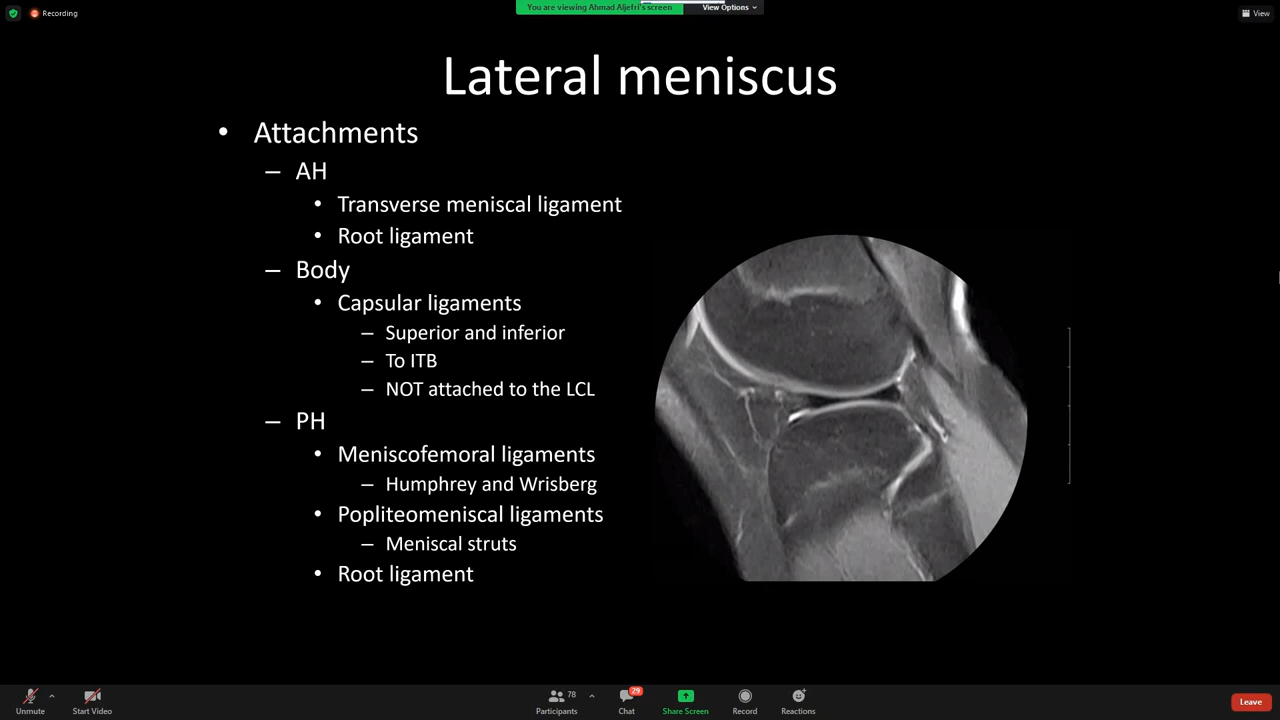 Recording
You are viewing Ahmad Aljefri's screen
View Options
View
Lateral meniscus
• Attachments
– AH
• Transverse meniscal ligament
• Root ligament
– Body
• Capsular ligaments
– Superior and inferior
– To ITB
– NOT attached to the LCL
– PH
• Meniscofemoral ligaments
– Humphrey and Wrisberg
• Popliteomeniscal ligaments
– Meniscal struts
• Root ligament
Unmute
Start Video
78
Participants
29
Chat
Share Screen
Record
Reactions
Leave